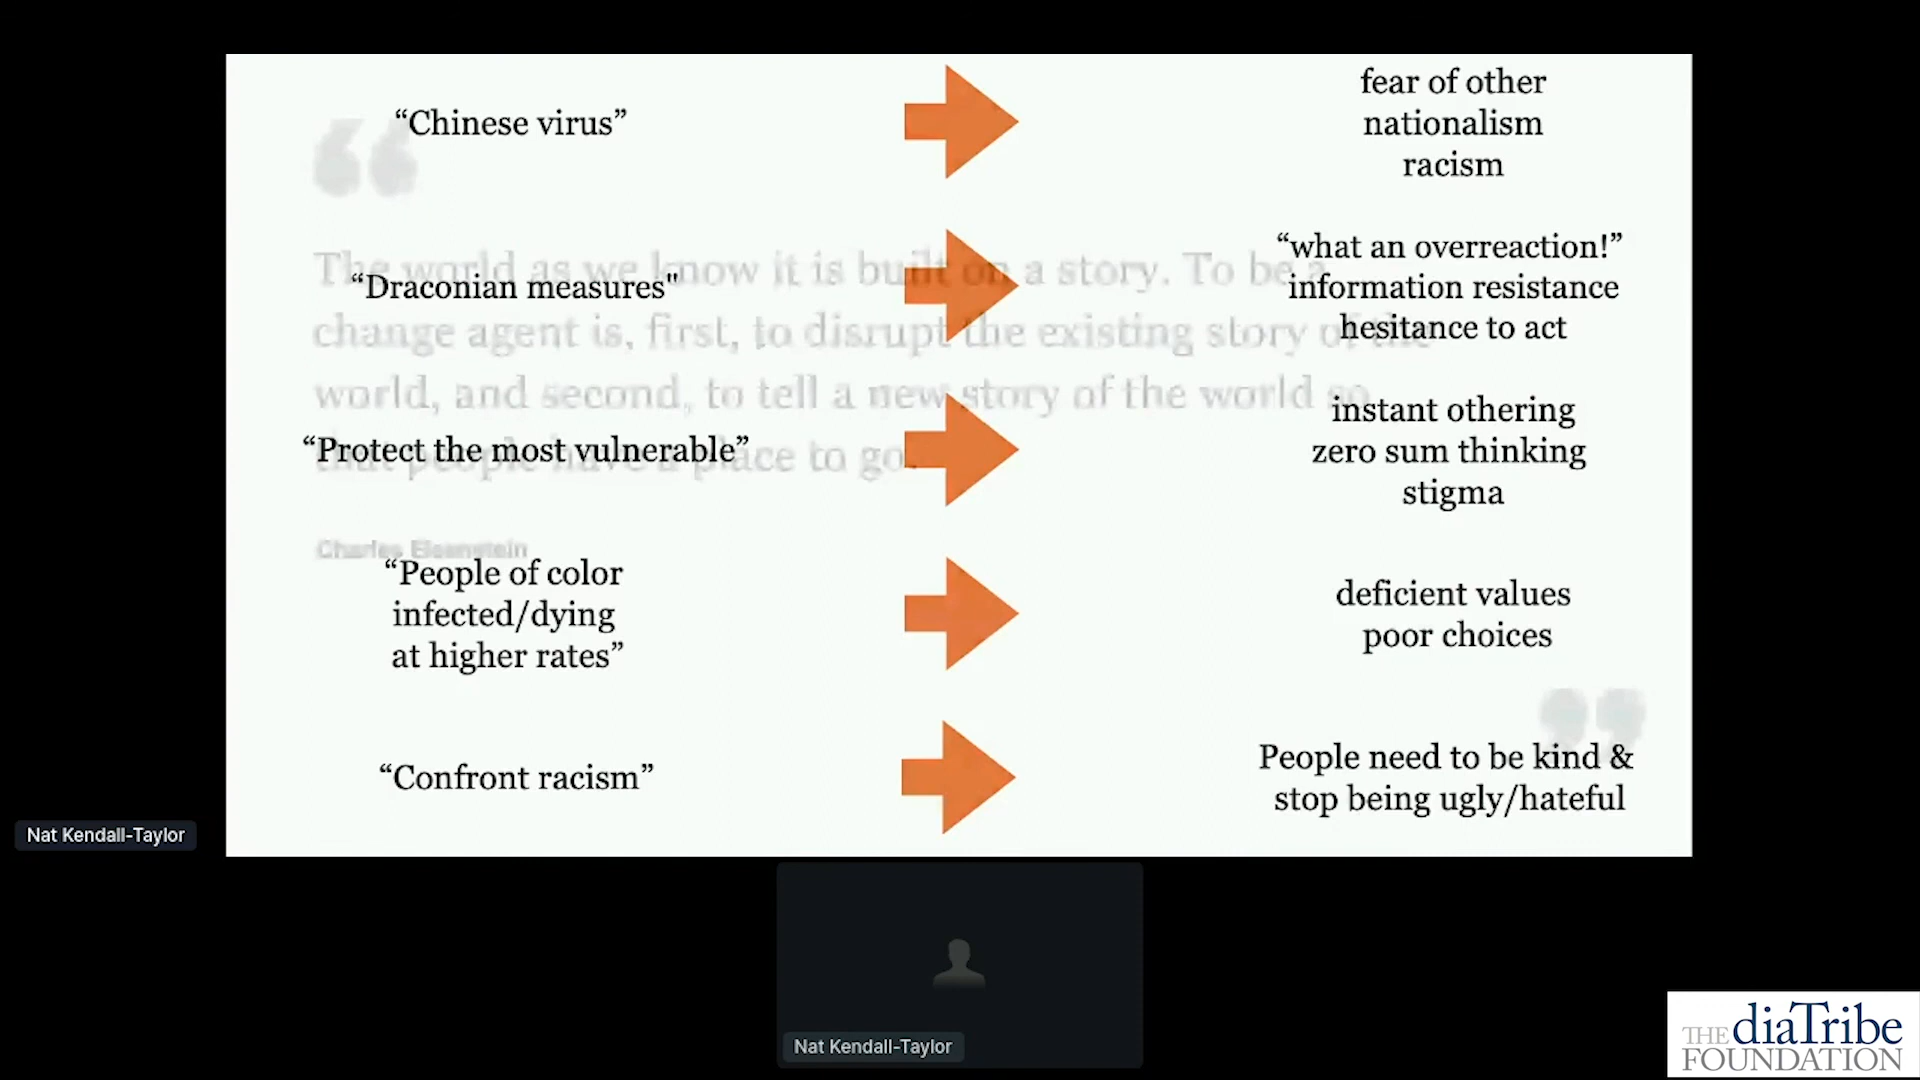 “Chinese virus”
fear of other
nationalism
racism
“Draconian measures"
“what an overreaction!”
information resistance
hesitance to act
“Protect the most vulnerable”
instant othering
zero sum thinking
stigma
“People of color
infected/dying
at higher rates”
deficient values
poor choices
“Confront racism”
People need to be kind &
stop being ugly/hateful
“
The world as we know it is built on a story. To be a
change agent is, first, to disrupt the existing story of the
world, and second, to tell a new story of the world so
that people have a place to go.
Charles Eisenstein
”
Nat Kendall-Taylor
Nat Kendall-Taylor
THE diaTribe
FOUNDATION